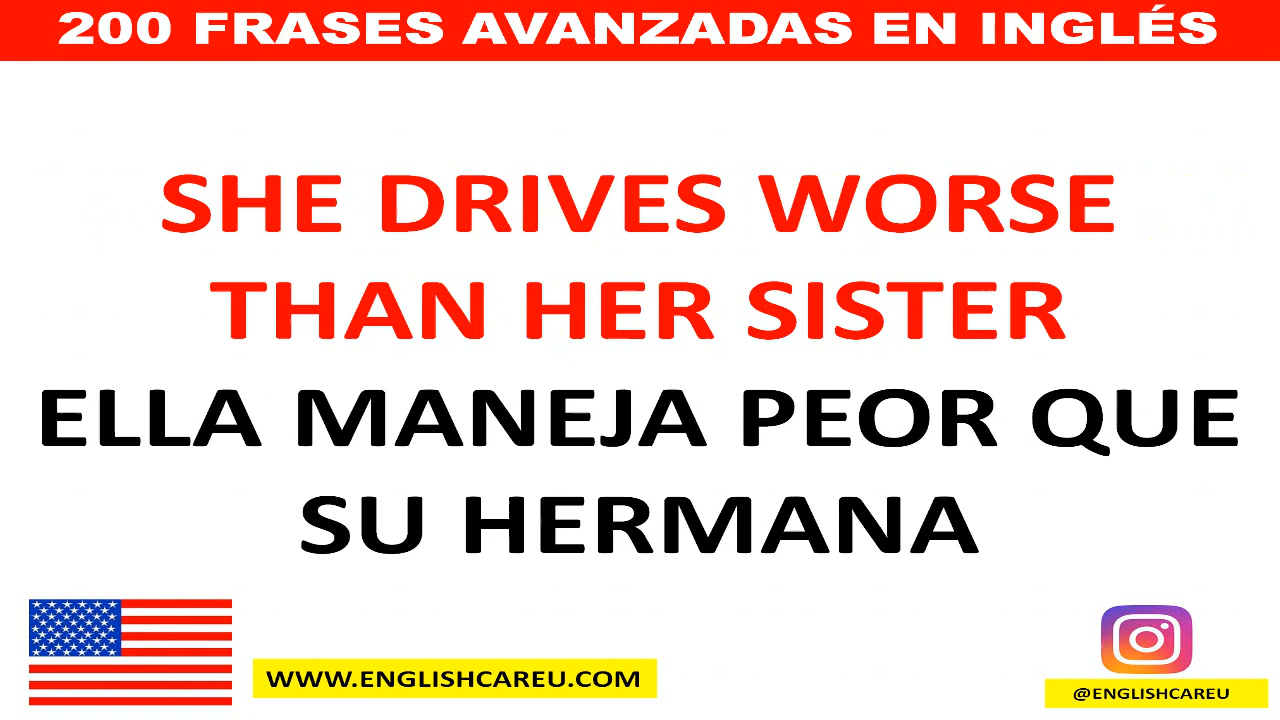 200 FRASES AVANZADAS EN INGLÉS
SHE DRIVES WORSE
THAN HER SISTER
ELLA MANEJA PEOR QUE
SU HERMANA
WWW.ENGLISHCAREU.COM
@ENGLISHCAREU